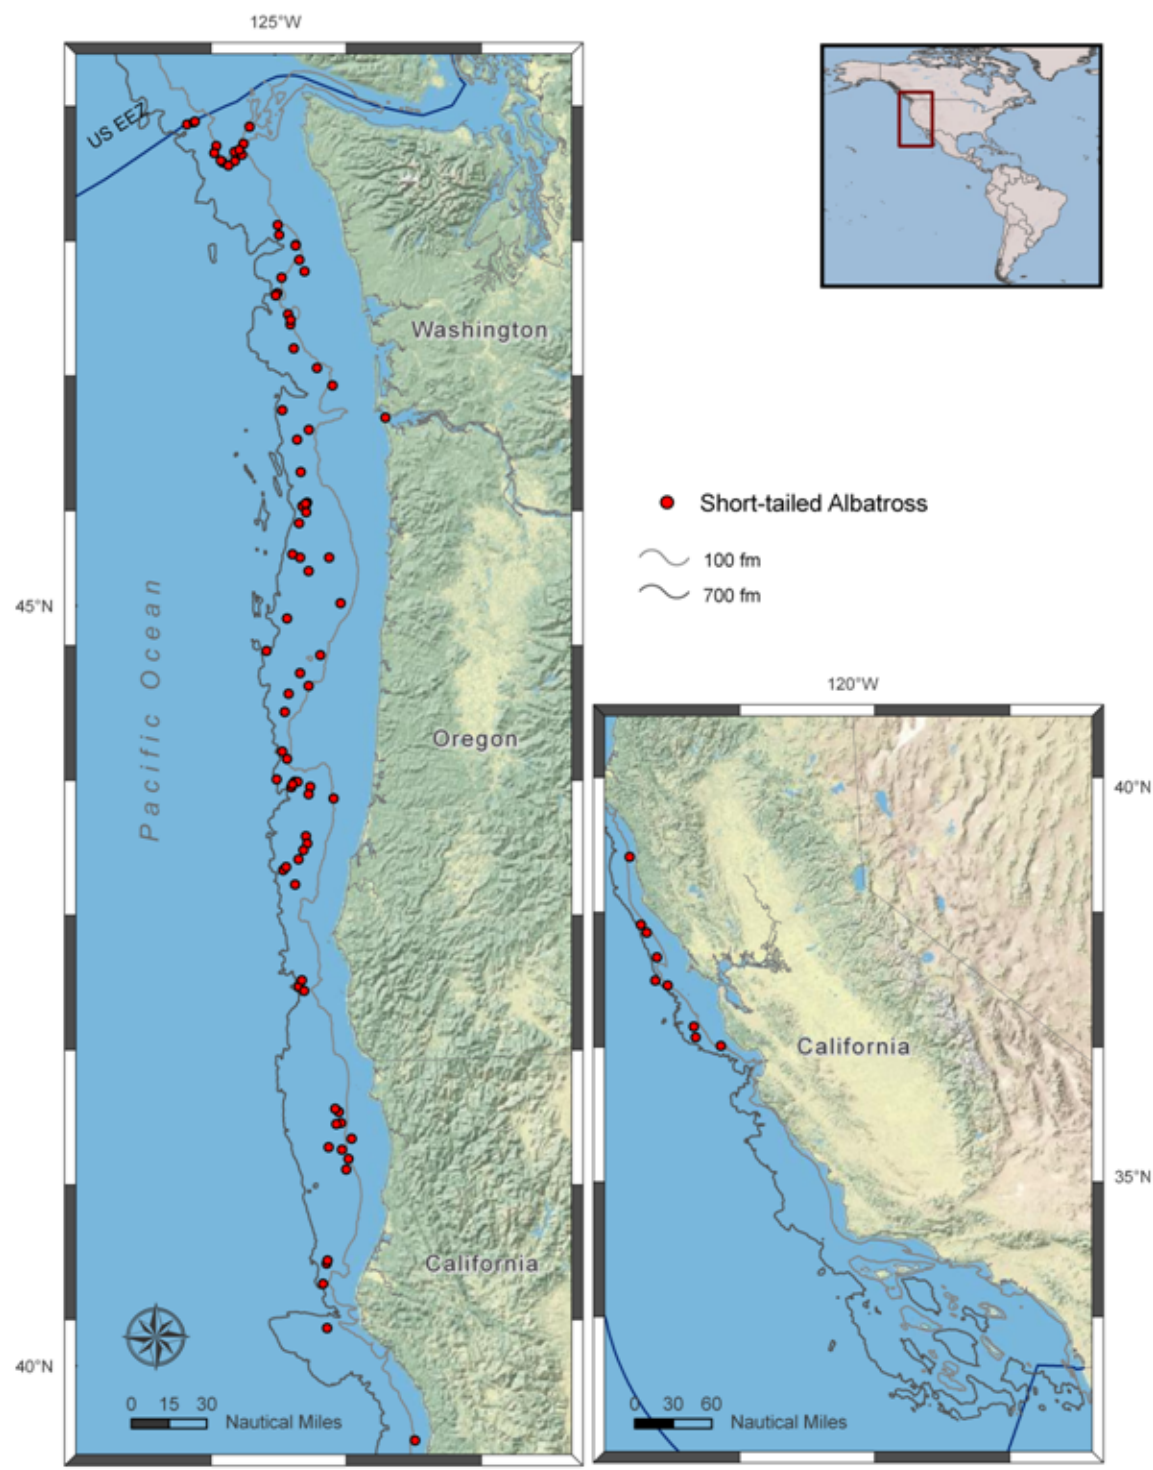 125°W
US EEZ
Washington
Short-tailed Albatross
100 fm
700 fm
45°N
Pacific Ocean
120°W
Oregon
40°N
California
35°N
California
40°N
0 15 30
Nautical Miles
0 30 60
Nautical Miles